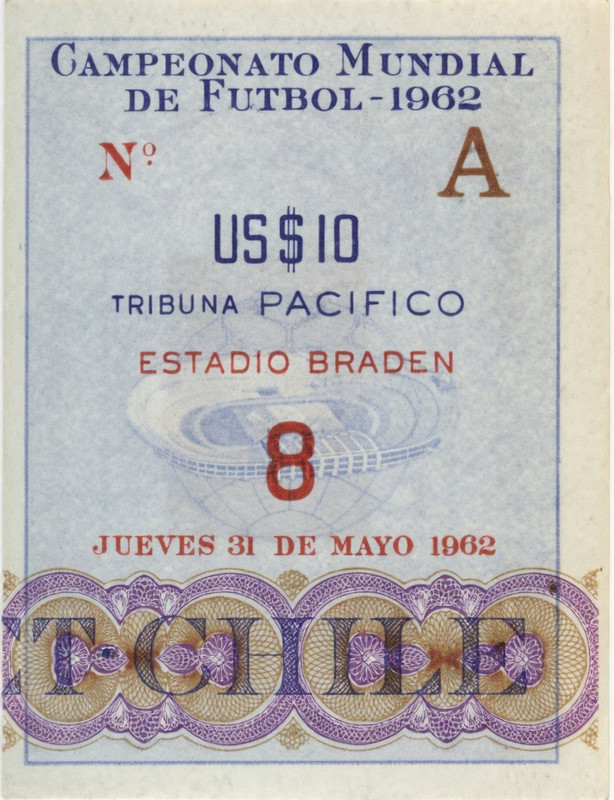 CAMPEONATO MUNDIAL
DE FUTBOL-1962
Nº. A
US$10
TRIBUNA PACIFICO
ESTADIO BRADEN
8
JUEVES 31 DE MAYO 1962
T CHILE